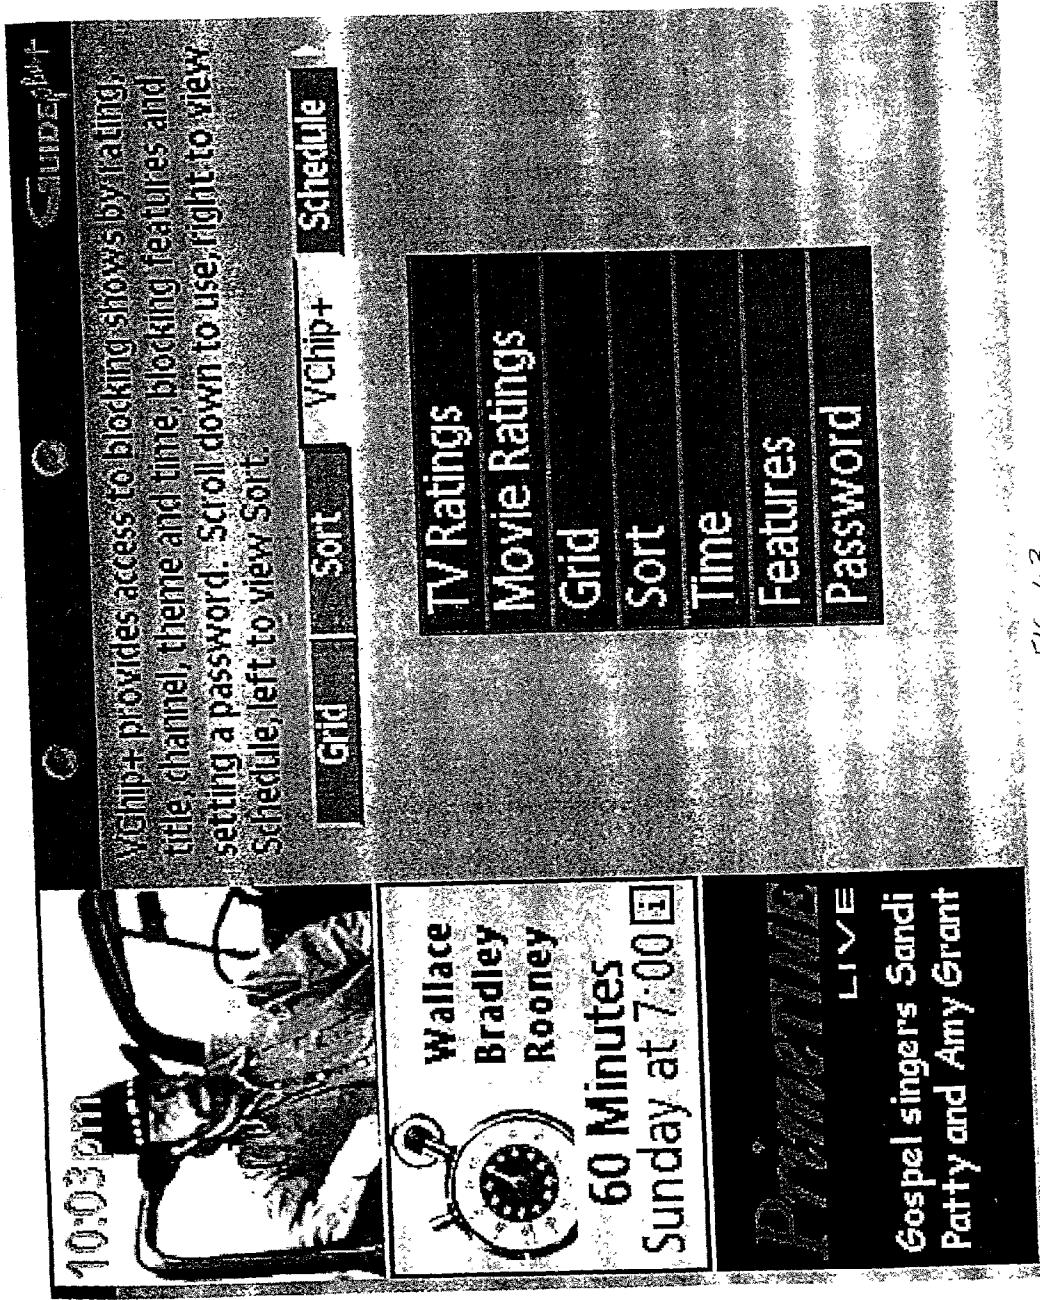 10:03pm
GUIDE Plus+
VChip+ provides access to blocking shows by rating,
title, channel, theme and time, blocking features and
setting a password. Scroll down to use, right to view
Schedule, left to view Sort.
Grid
Sort
VChip+
Schedule
TV Ratings
Movie Ratings
Grid
Sort
Time
Features
Password
Wallace
Bradley
Rooney
60 Minutes
Sunday at 7:00 i
PRIMETIME
LIVE
Gospel singers Sandi
Patty and Amy Grant